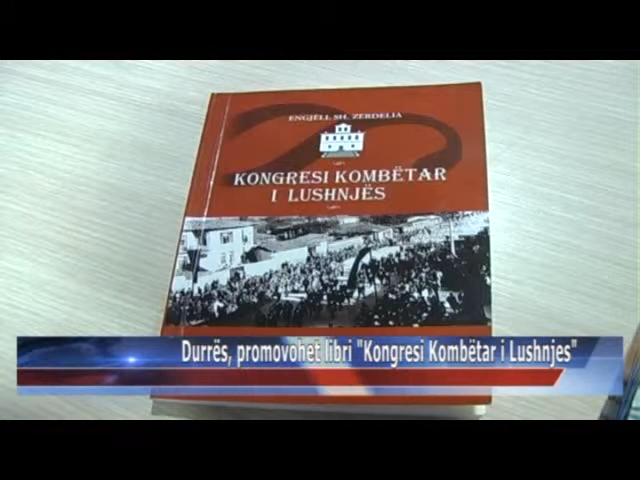 ENGJËLL SH. ZERDELIA
KONGRESI KOMBËTAR
I LUSHNJËS
Durrës, promovohet libri "Kongresi Kombëtar i Lushnjes"